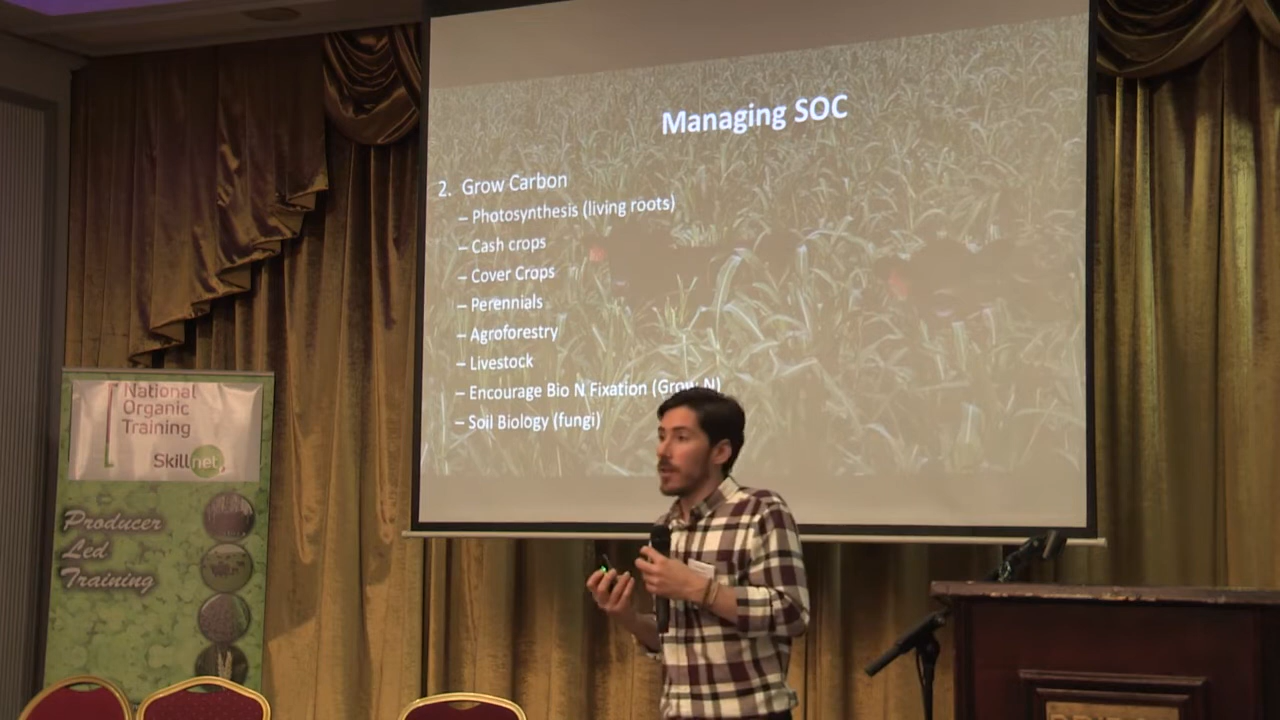 Managing SOC
2. Grow Carbon
– Photosynthesis (living roots)
– Cash crops
– Cover Crops
– Perennials
– Agroforestry
– Livestock
– Encourage Bio N Fixation (Grow N)
– Soil Biology (fungi)
National
Organic
Training
Skillnet
Producer
Led
Training